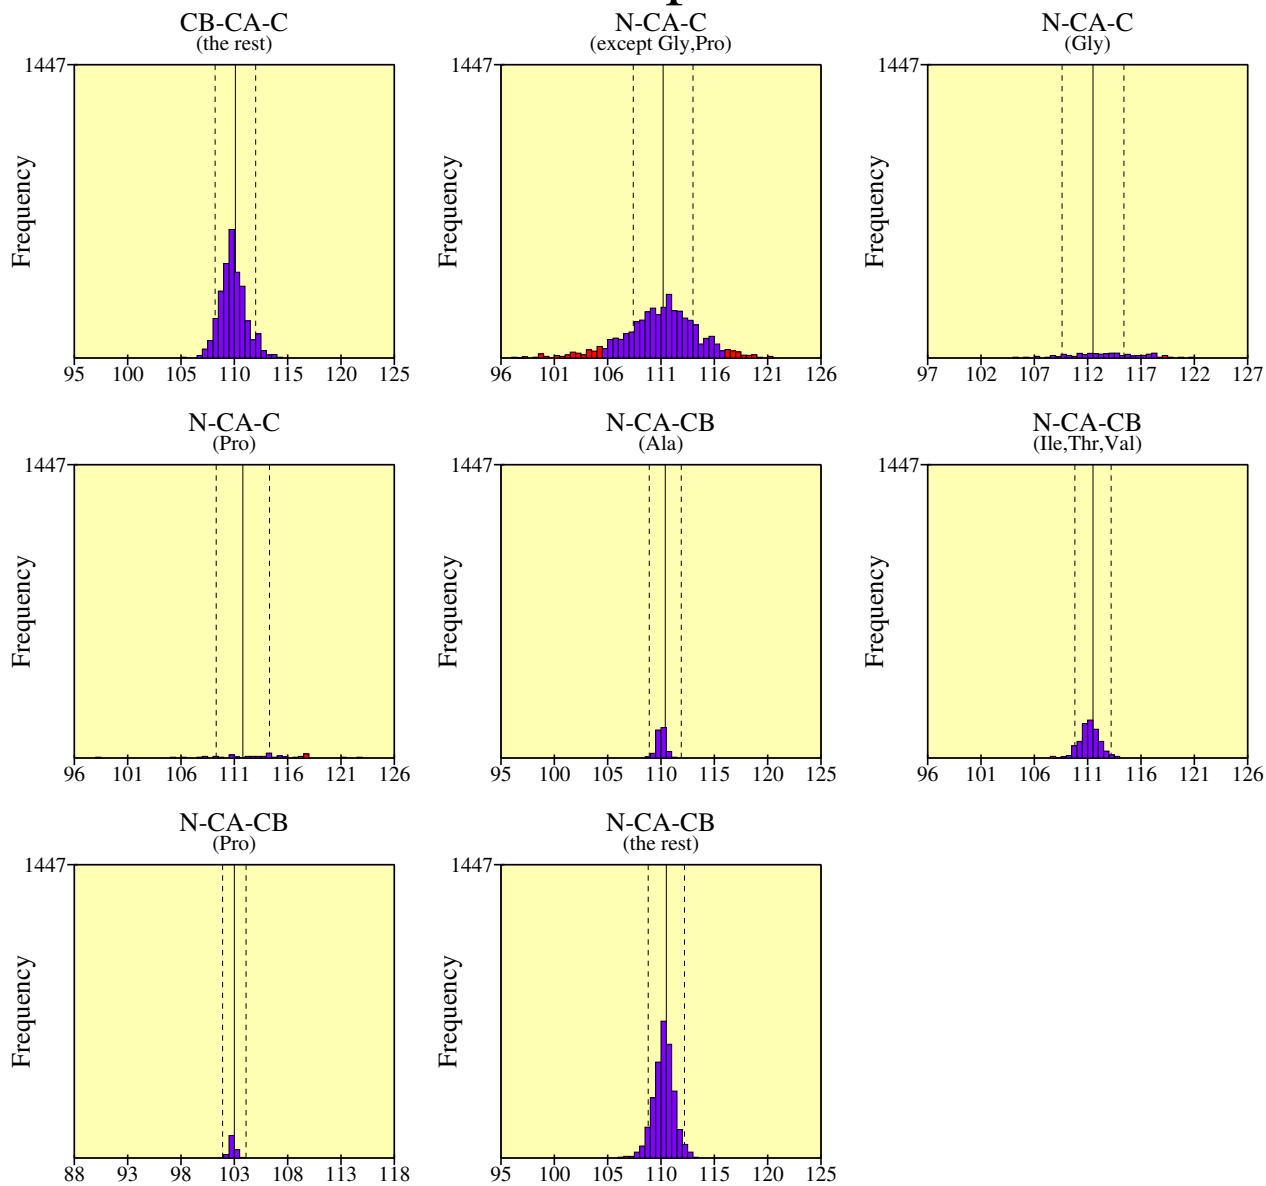 CB-CA-C
(the rest)
1447
Frequency
95 100 105 110 115 120 125
N-CA-C
(except Gly,Pro)
1447
Frequency
96 101 106 111 116 121 126
N-CA-C
(Gly)
1447
Frequency
97 102 107 112 117 122 127
N-CA-C
(Pro)
1447
Frequency
96 101 106 111 116 121 126
N-CA-CB
(Ala)
1447
Frequency
95 100 105 110 115 120 125
N-CA-CB
(Ile,Thr,Val)
1447
Frequency
96 101 106 111 116 121 126
N-CA-CB
(Pro)
1447
Frequency
88 93 98 103 108 113 118
N-CA-CB
(the rest)
1447
Frequency
95 100 105 110 115 120 125